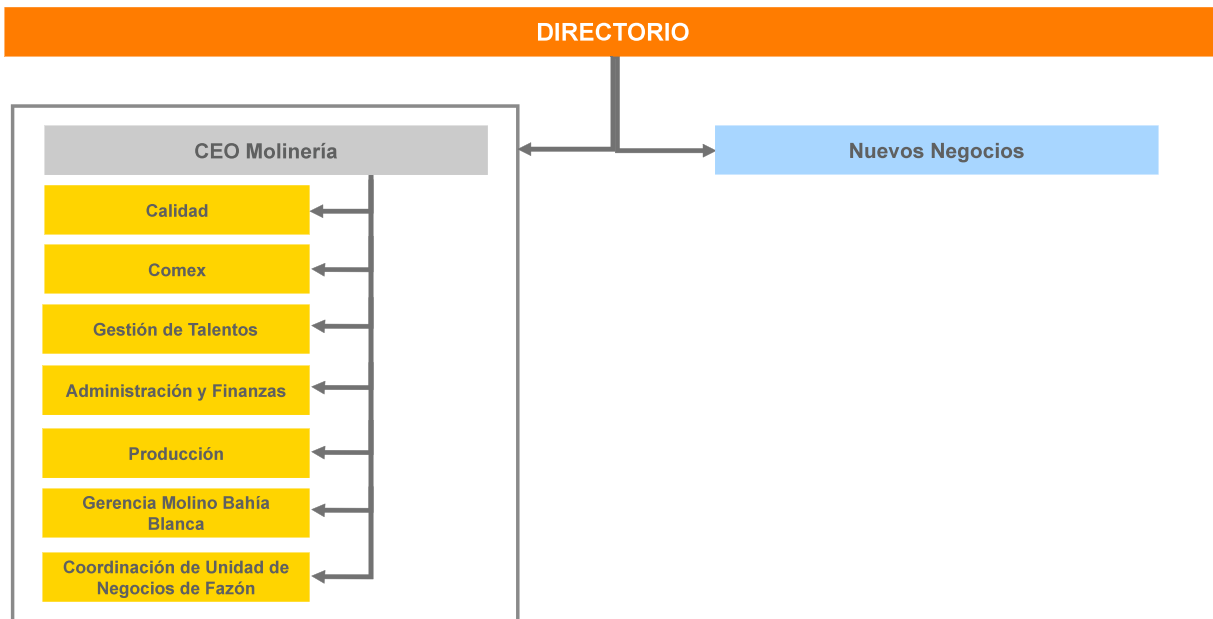 DIRECTORIO
CEO Molinería
Nuevos Negocios
Calidad
Comex
Gestión de Talentos
Administración y Finanzas
Producción
Gerencia Molino Bahía
Blanca
Coordinación de Unidad de
Negocios de Fazón